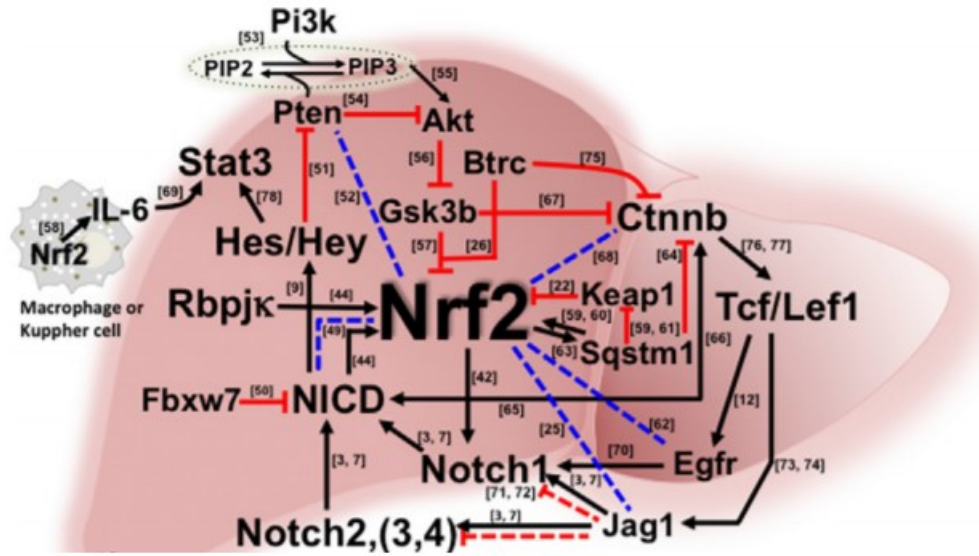 Pi3k
[53]
PIP2
PIP3
[55]
Pten
[54]
Akt
Btrc
[75]
Stat3
[51]
[56]
[52]
[69]
[78]
IL-6
[58]
Nrf2
Gsk3b
[67]
Ctnnb
Hes/Hey
[57]
[26]
[68]
[64]
[76, 77]
Macrophage or
Kuppher cell
[9]
Rbpjκ
[44]
Nrf2
[22]
Keap1
Tcf/Lef1
[59, 60]
[59, 61]
[49]
[63]
Sqstm1
[66]
[44]
[42]
Fbxw7
[50]
NICD
[65]
[12]
[25]
[62]
[3, 7]
[3, 7]
Notch1
[70]
Egfr
[73, 74]
[71, 72]
[3, 7]
Notch2,(3,4)
[3, 7]
Jag1